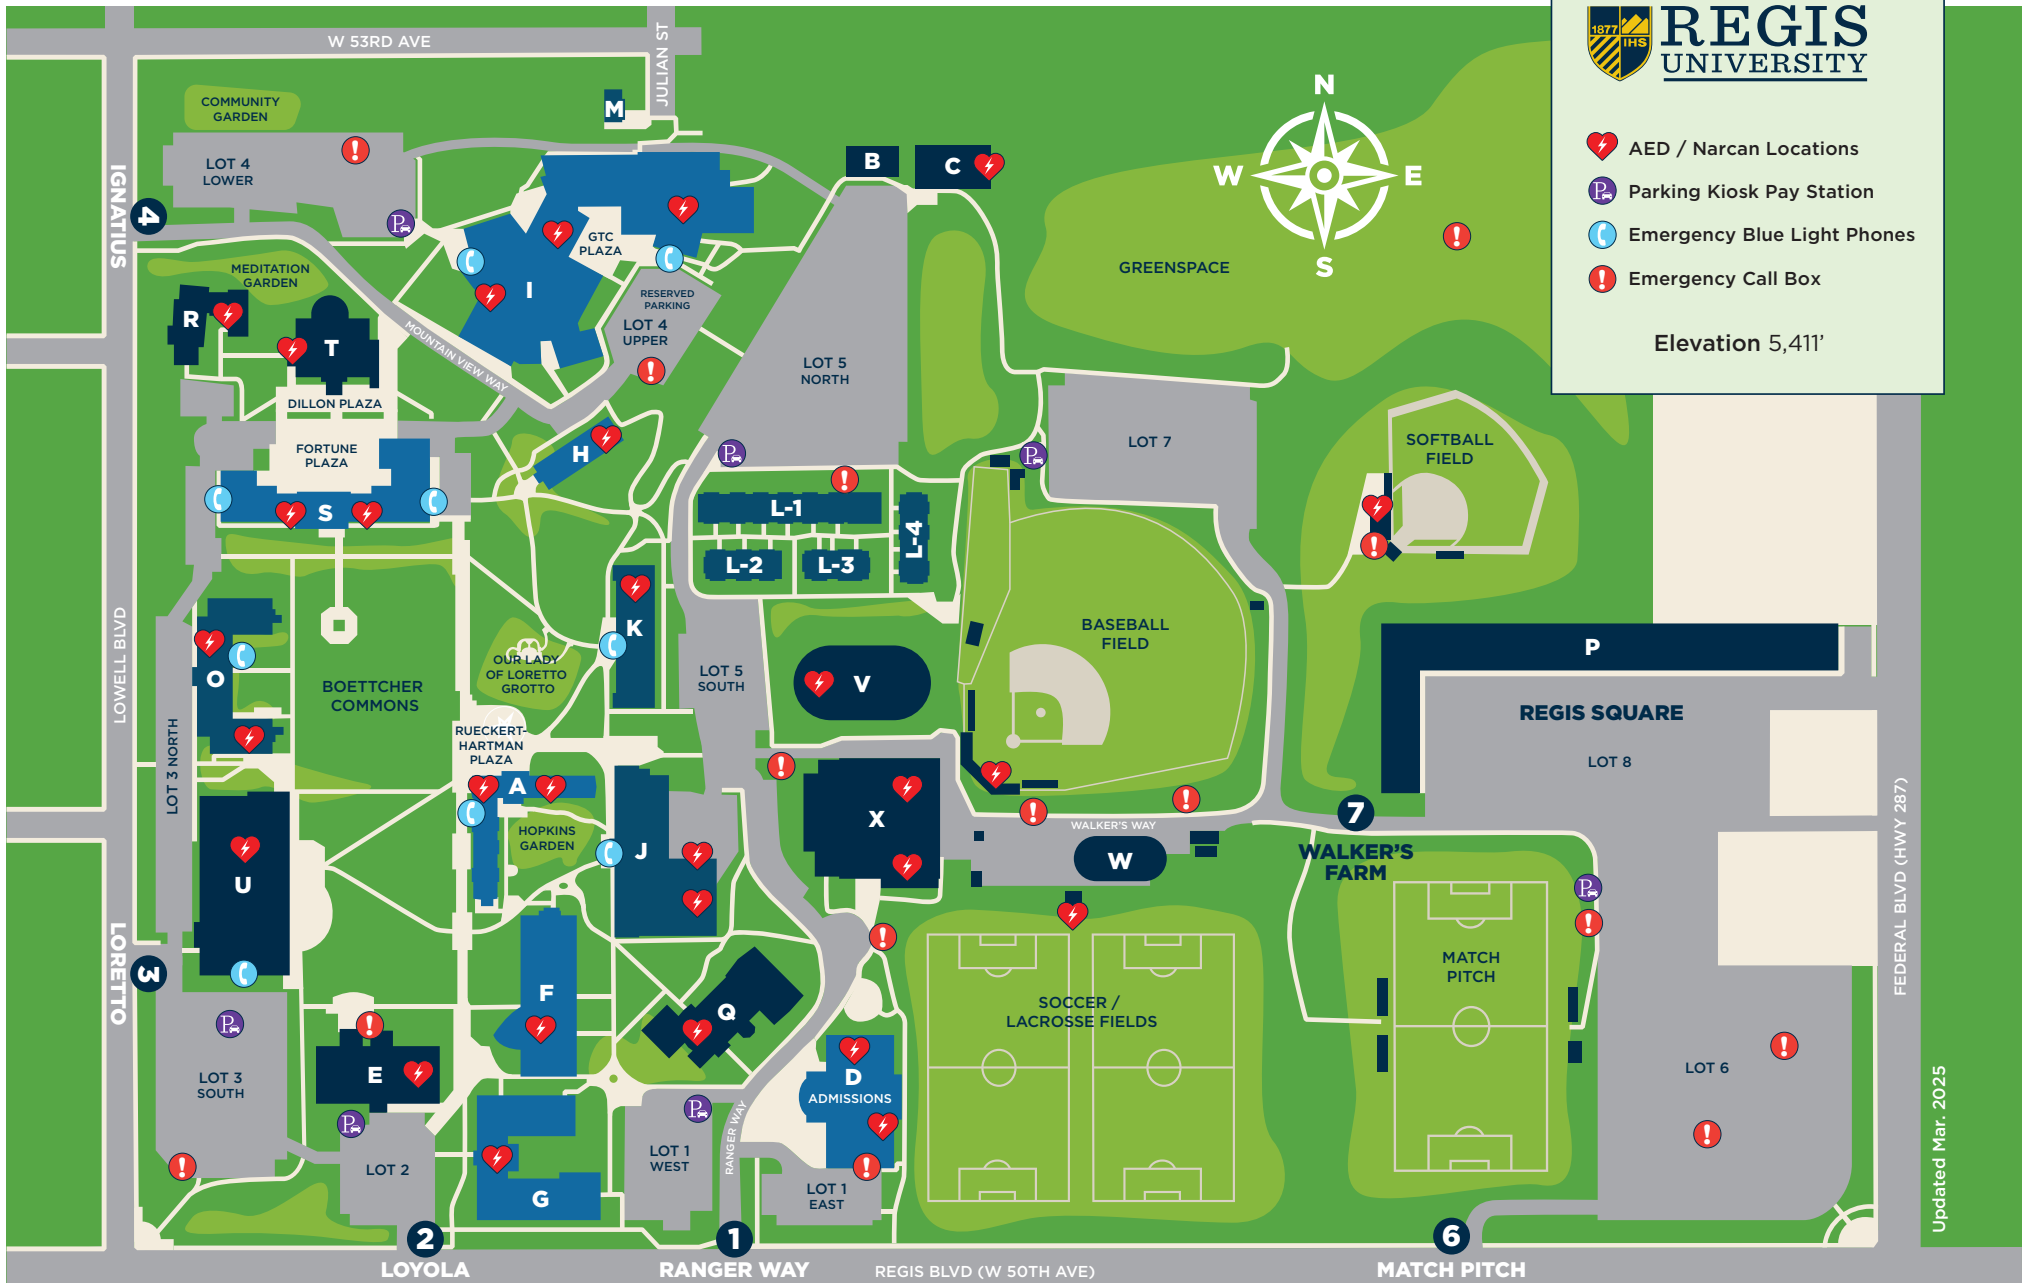 REGIS
UNIVERSITY
1877
IHS
AED / Narcan Locations
Parking Kiosk Pay Station
Emergency Blue Light Phones
Emergency Call Box
Elevation 5,411’
W 53RD AVE
JULIAN ST
N
W
E
S
COMMUNITY
GARDEN
M
LOT 4
LOWER
IGNATIUS
4
B
C
GTC
PLAZA
I
RESERVED
PARKING
LOT 4
UPPER
MEDITATION
GARDEN
R
T
MOUNTAIN VIEW WAY
DILLON PLAZA
FORTUNE
PLAZA
S
H
LOT 5
NORTH
GREENSPACE
LOT 7
SOFTBALL
FIELD
L-1
L-2
L-3
L-4
K
LOWELL BLVD
O
BOETTCHER
COMMONS
OUR LADY
OF LORETTO
GROTTO
LOT 5
SOUTH
V
BASEBALL
FIELD
P
REGIS SQUARE
LOT 8
LOT 3 NORTH
RUECKERT-
HARTMAN
PLAZA
A
HOPKINS
GARDEN
J
X
WALKER’S WAY
W
7
WALKER’S
FARM
FEDERAL BLVD (HWY 287)
U
LORETTO
3
F
Q
SOCCER /
LACROSSE FIELDS
MATCH
PITCH
LOT 3
SOUTH
E
D
ADMISSIONS
LOT 6
LOT 2
G
LOT 1
WEST
RANGER WAY
LOT 1
EAST
Updated Mar. 2025
2
LOYOLA
1
RANGER WAY
REGIS BLVD (W 50TH AVE)
6
MATCH PITCH